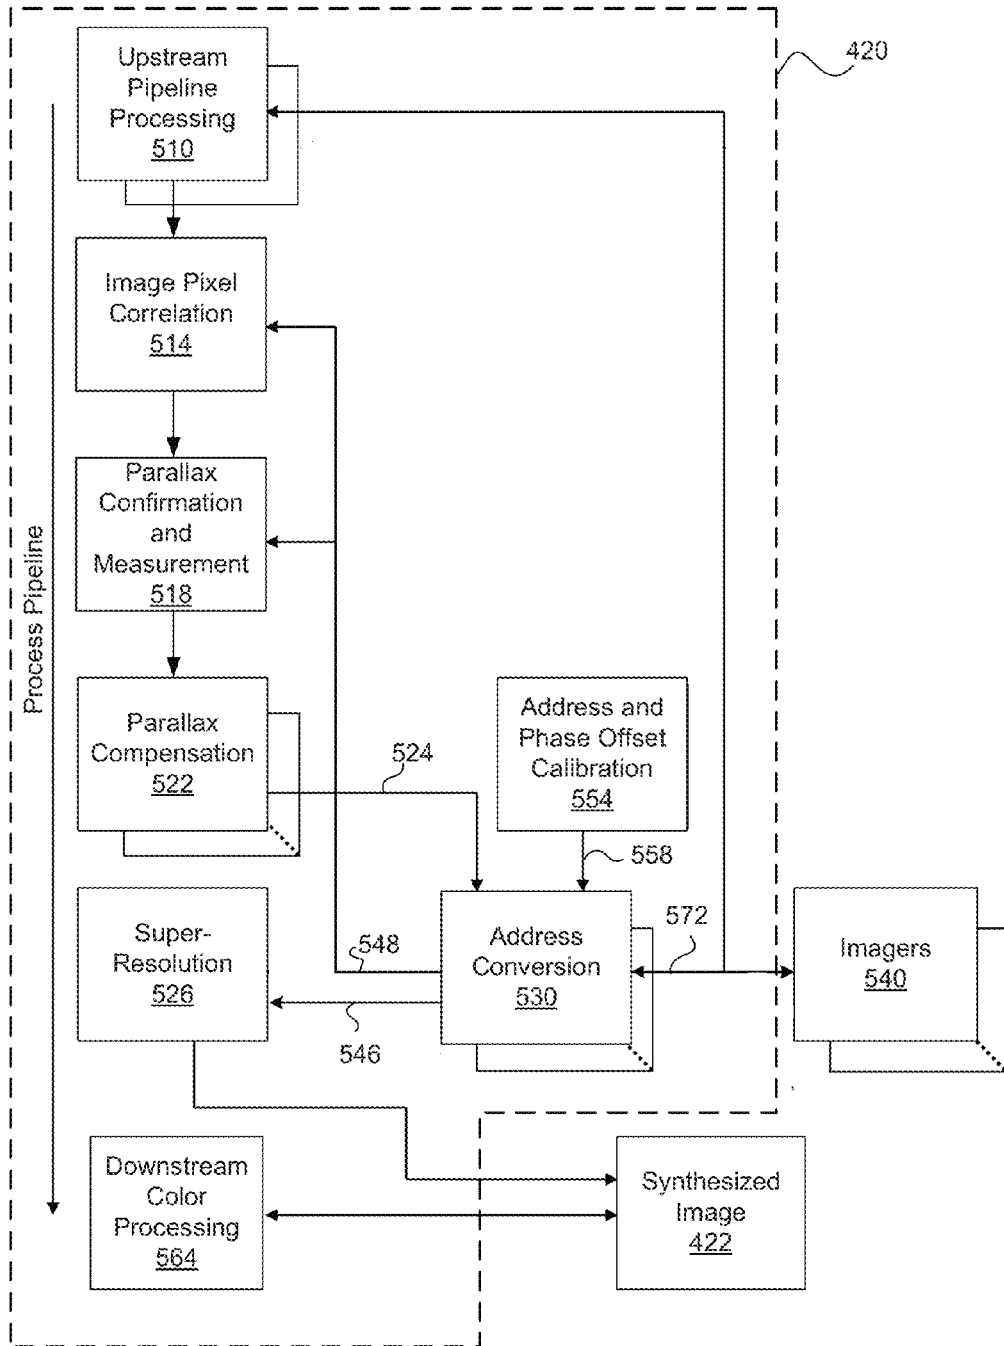 Upstream
Pipeline
Processing
510
420
Image Pixel
Correlation
514
Parallax
Confirmation
and
Measurement
518
Process Pipeline
Parallax
Compensation
522
524
Address and
Phase Offset
Calibration
554
558
Super-
Resolution
526
548
546
Address
Conversion
530
572
Imagers
540
Downstream
Color
Processing
564
Synthesized
Image
422